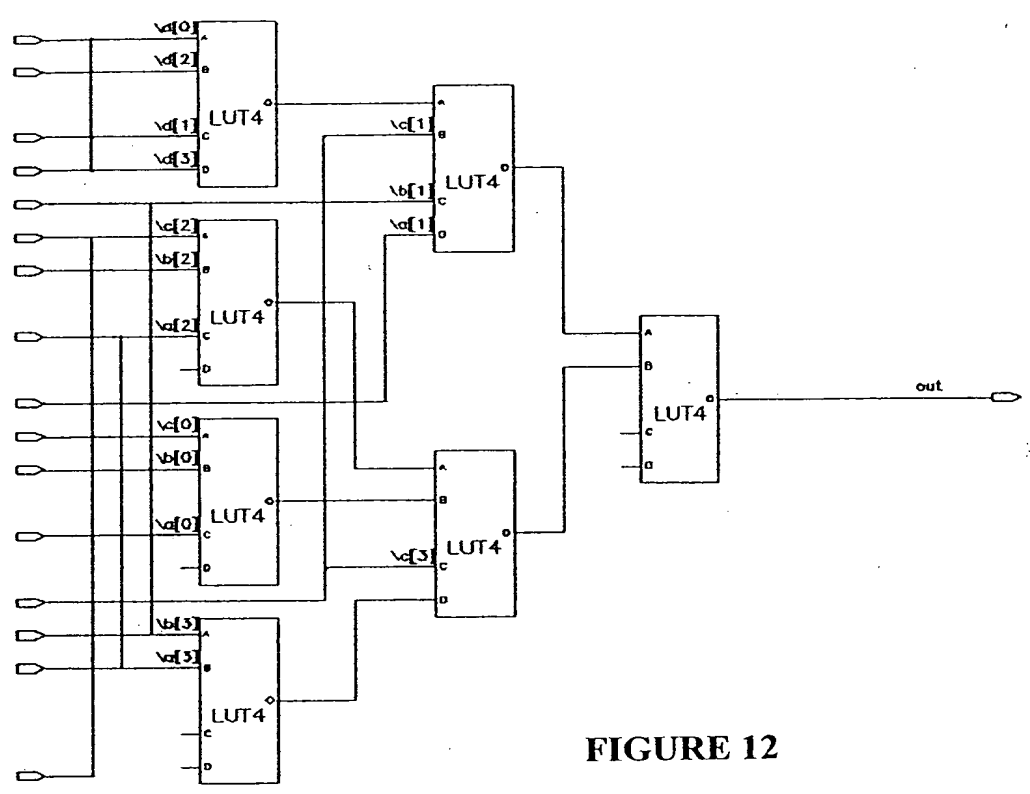 \d[0]
A
\d[2]
B
O
LUT4
\d[1]
C
\d[3]
D
A
\c[1]
B
O
LUT4
\b[1]
C
\a[1]
D
\c[2]
A
\b[2]
B
O
LUT4
\a[2]
C
D
A
B
O
LUT4
C
D
out
\c[0]
A
\b[0]
B
O
LUT4
\a[0]
C
D
A
B
O
LUT4
\c[3]
C
D
\b[3]
A
\a[3]
B
O
LUT4
C
D
FIGURE 12